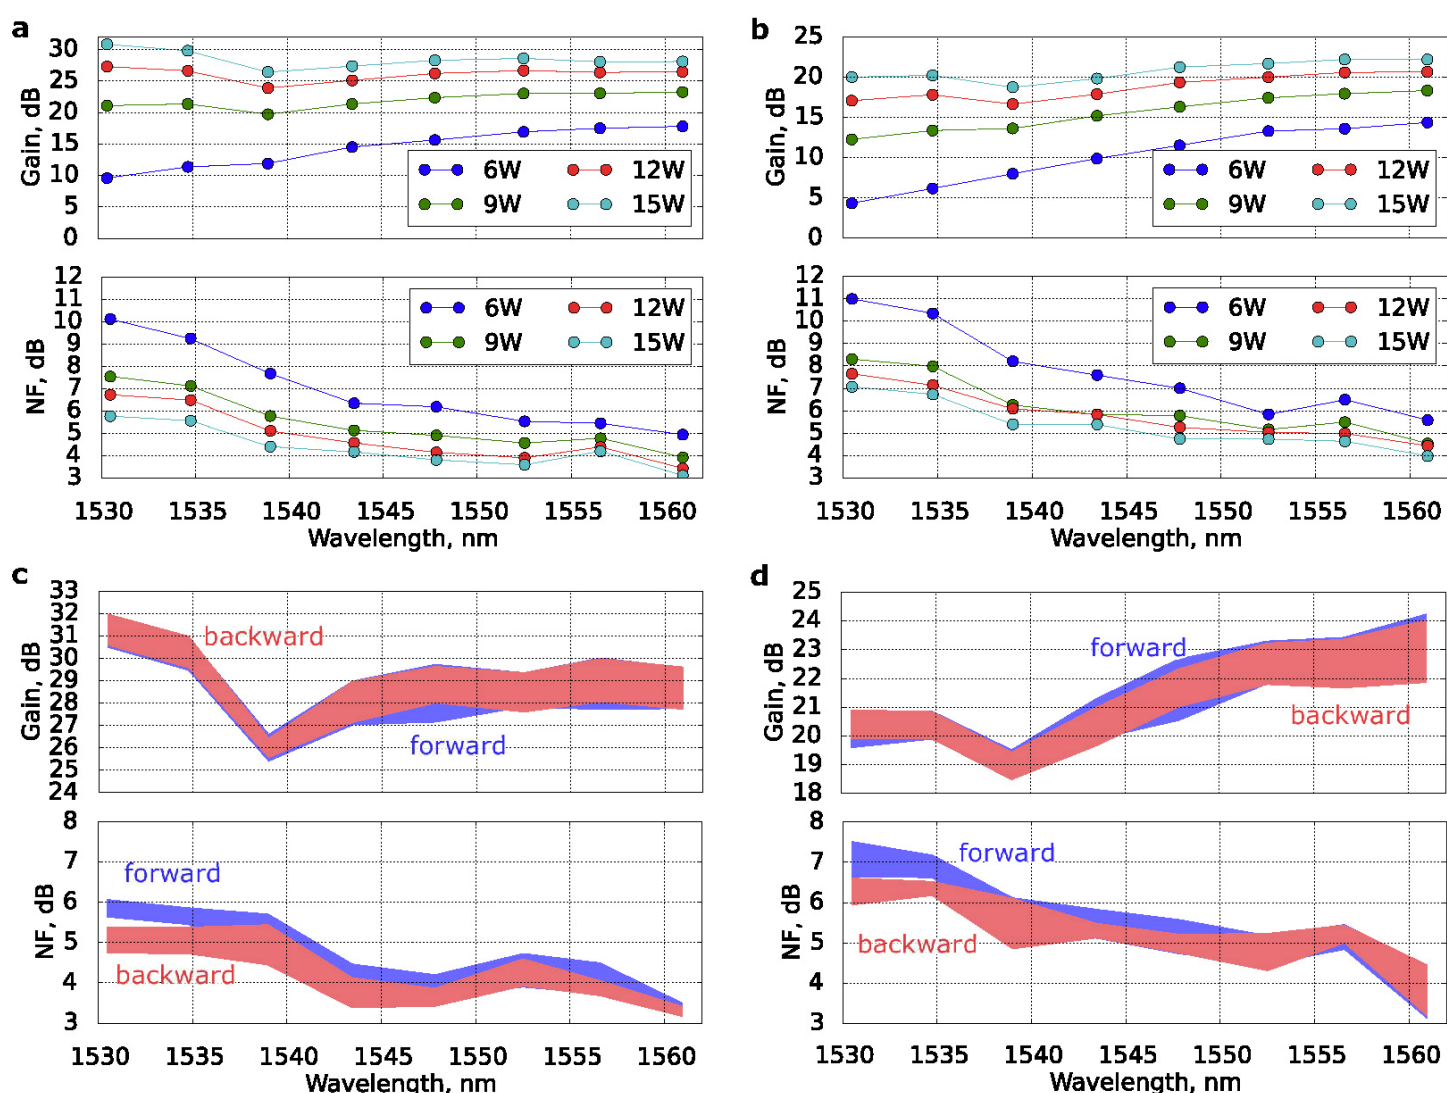 a
Gain, dB
30
25
20
15
10
5
0
6W 12W
9W 15W
NF, dB
12
11
10
9
8
7
6
5
4
3
6W 12W
9W 15W
1530 1535 1540 1545 1550 1555 1560
Wavelength, nm
b
Gain, dB
25
20
15
10
5
0
6W 12W
9W 15W
NF, dB
12
11
10
9
8
7
6
5
4
3
6W 12W
9W 15W
1530 1535 1540 1545 1550 1555 1560
Wavelength, nm
c
Gain, dB
33
32
31
30
29
28
27
26
25
24
backward
forward
NF, dB
8
7
6
5
4
3
forward
backward
1530 1535 1540 1545 1550 1555 1560
Wavelength, nm
d
Gain, dB
25
24
23
22
21
20
19
18
forward
backward
NF, dB
8
7
6
5
4
3
forward
backward
1530 1535 1540 1545 1550 1555 1560
Wavelength, nm